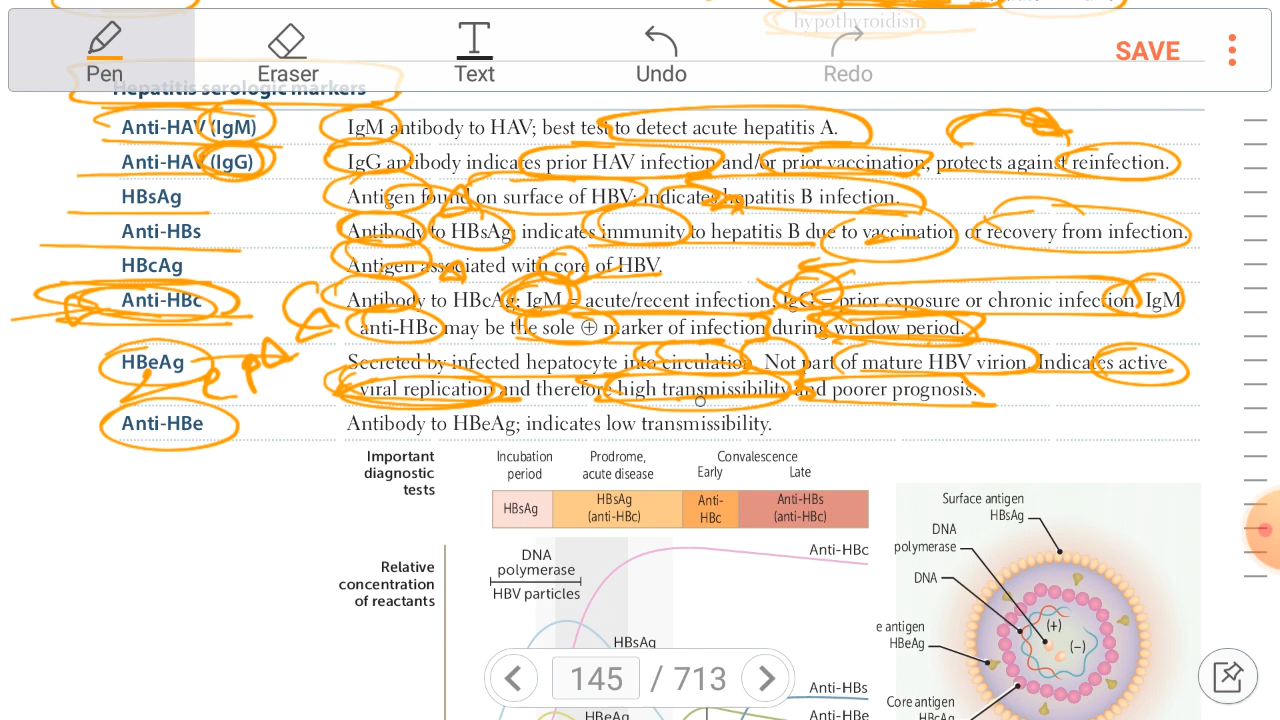 hypothyroidisn
Pen
Eraser
Text
Undo
Redo
SAVE
Hepatitis serologic markers
Anti-HAV (IgM) IgM antibody to HAV; best test to detect acute hepatitis A.
Anti-HAV (IgG) IgG antibody indicates prior HAV infection and/or prior vaccination; protects against reinfection.
HBsAg Antigen found on surface of HBV; indicates hepatitis B infection.
Anti-HBs Antibody to HBsAg; indicates immunity to hepatitis B due to vaccination or recovery from infection.
HBcAg Antigen associated with core of HBV.
Anti-HBc Antibody to HBcAg; IgM = acute/recent infection; IgG = prior exposure or chronic infection. IgM
anti-HBc may be the sole ⊕ marker of infection during window period.
HBeAg Secreted by infected hepatocyte into circulation. Not part of mature HBV virion. Indicates active
viral replication and therefore high transmissibility and poorer prognosis.
Anti-HBe Antibody to HBeAg; indicates low transmissibility.
Important
diagnostic
tests
Incubation
period
Prodrome,
acute disease
Convalescence
Early
Late
HBsAg
HBsAg
(anti-HBc)
Anti-
HBc
Anti-HBs
(anti-HBc)
Relative
concentration
of reactants
DNA
polymerase
HBV particles
Anti-HBc
HBsAg
Anti-HBs
HBeAg
Anti-HBe
Surface antigen
HBsAg
DNA
polymerase
DNA
(+)
(–)
e antigen
HBeAg
Core antigen
HBcAg
145 / 713